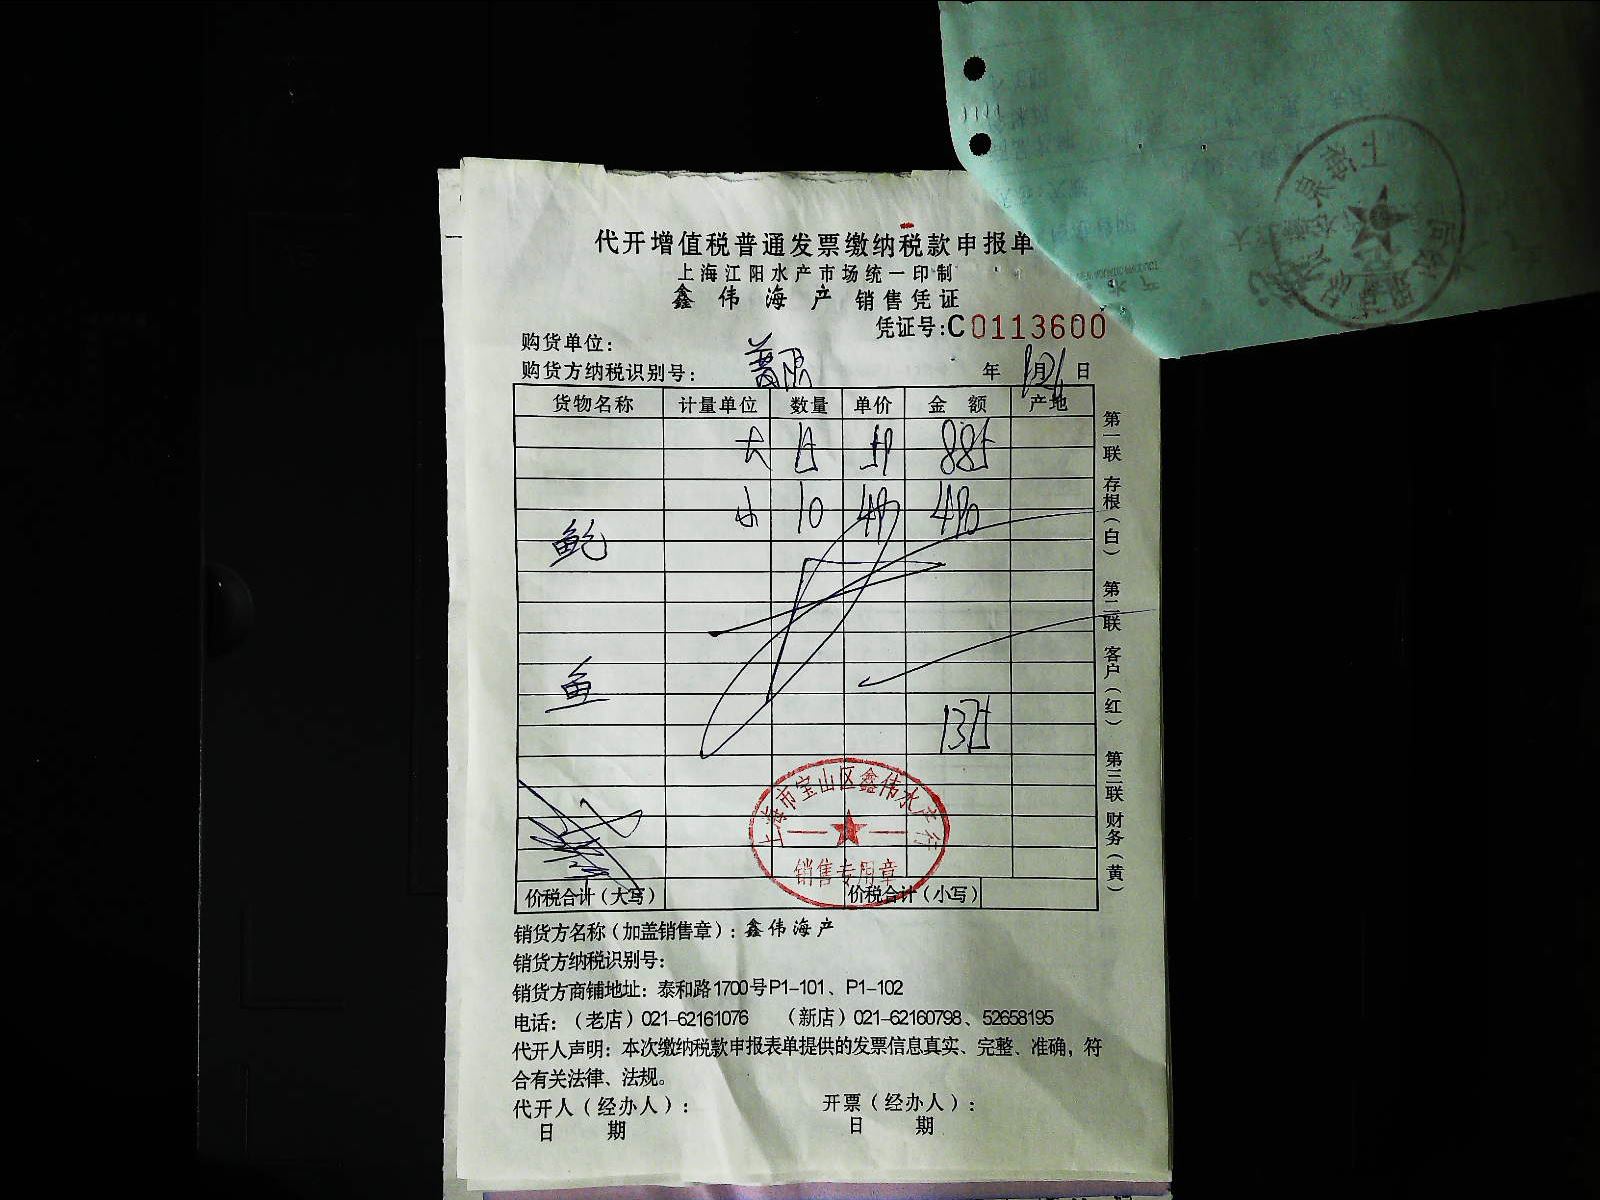 代开增值税普通发票缴纳税款申报单
上海江阳水产市场统一印制
鑫伟海产 销售凭证
凭证号:C0113600
购货单位:
购货方纳税识别号:
年 月 日
货物名称 计量单位 数量 单价 金额 产地
大 885
小 10 490
鲍
鱼
1375
上海市宝山区鑫伟水产行
销售专用章
价税合计(大写) 价税合计(小写)
第一联 存根(白) 第二联 客户(红) 第三联 财务(黄)
销货方名称(加盖销售章):鑫伟海产
销货方纳税识别号:
销货方商铺地址:泰和路1700号P1-101、P1-102
电话:(老店)021-62161076 (新店)021-62160798、52658195
代开人声明:本次缴纳税款申报表单提供的发票信息真实、完整、准确,符
合有关法律、法规。
代开人(经办人): 开票(经办人):
日 期 日 期